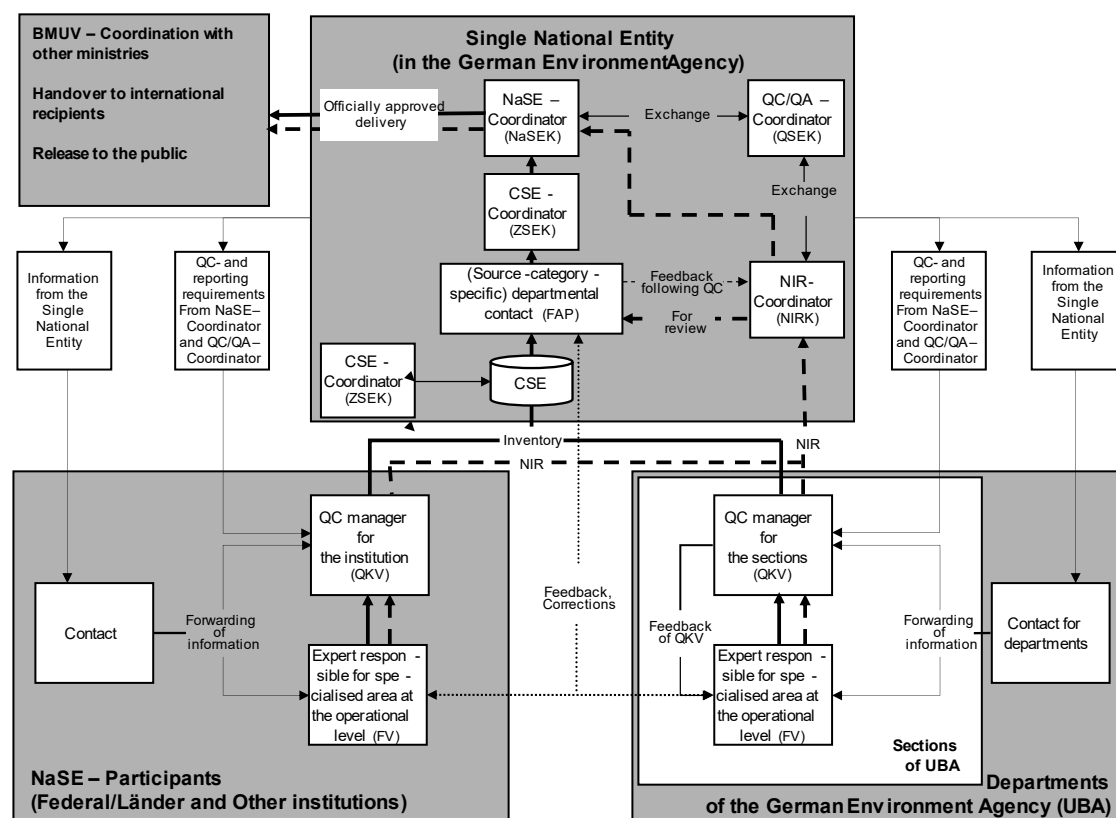 BMUV – Coordination with
other ministries
Handover to international
recipients
Release to the public
Single National Entity
(in the German EnvironmentAgency)
Officially approved
delivery
NaSE –
Coordinator
(NaSEK)
Exchange
QC/QA –
Coordinator
(QSEK)
Exchange
CSE -
Coordinator
(ZSEK)
(Source -category -
specific) departmental
contact (FAP)
Feedback
following QC
For
review
NIR-
Coordinator
(NIRK)
CSE -
Coordinator
(ZSEK)
CSE
Information
from the
Single
National
Entity
QC- and
reporting
requirements
From NaSE–
Coordinator
and QC/QA–
Coordinator
QC- and
reporting
requirements
From NaSE–
Coordinator
and QC/QA–
Coordinator
Information
from the
Single
National
Entity
Inventory
NIR
NIR
QC manager
for
the institution
(QKV)
Contact
Forwarding
of
information
Expert respon -
sible for spe -
cialised area at
the operational
level (FV)
NaSE – Participants
(Federal/Länder and Other institutions)
Feedback,
Corrections
QC manager
for
the sections
(QKV)
Feedback
of QKV
Expert respon -
sible for spe -
cialised area at
the operational
level (FV)
Forwarding
of
information
Contact for
departments
Sections
of UBA
Departments
of the German Environment Agency (UBA)